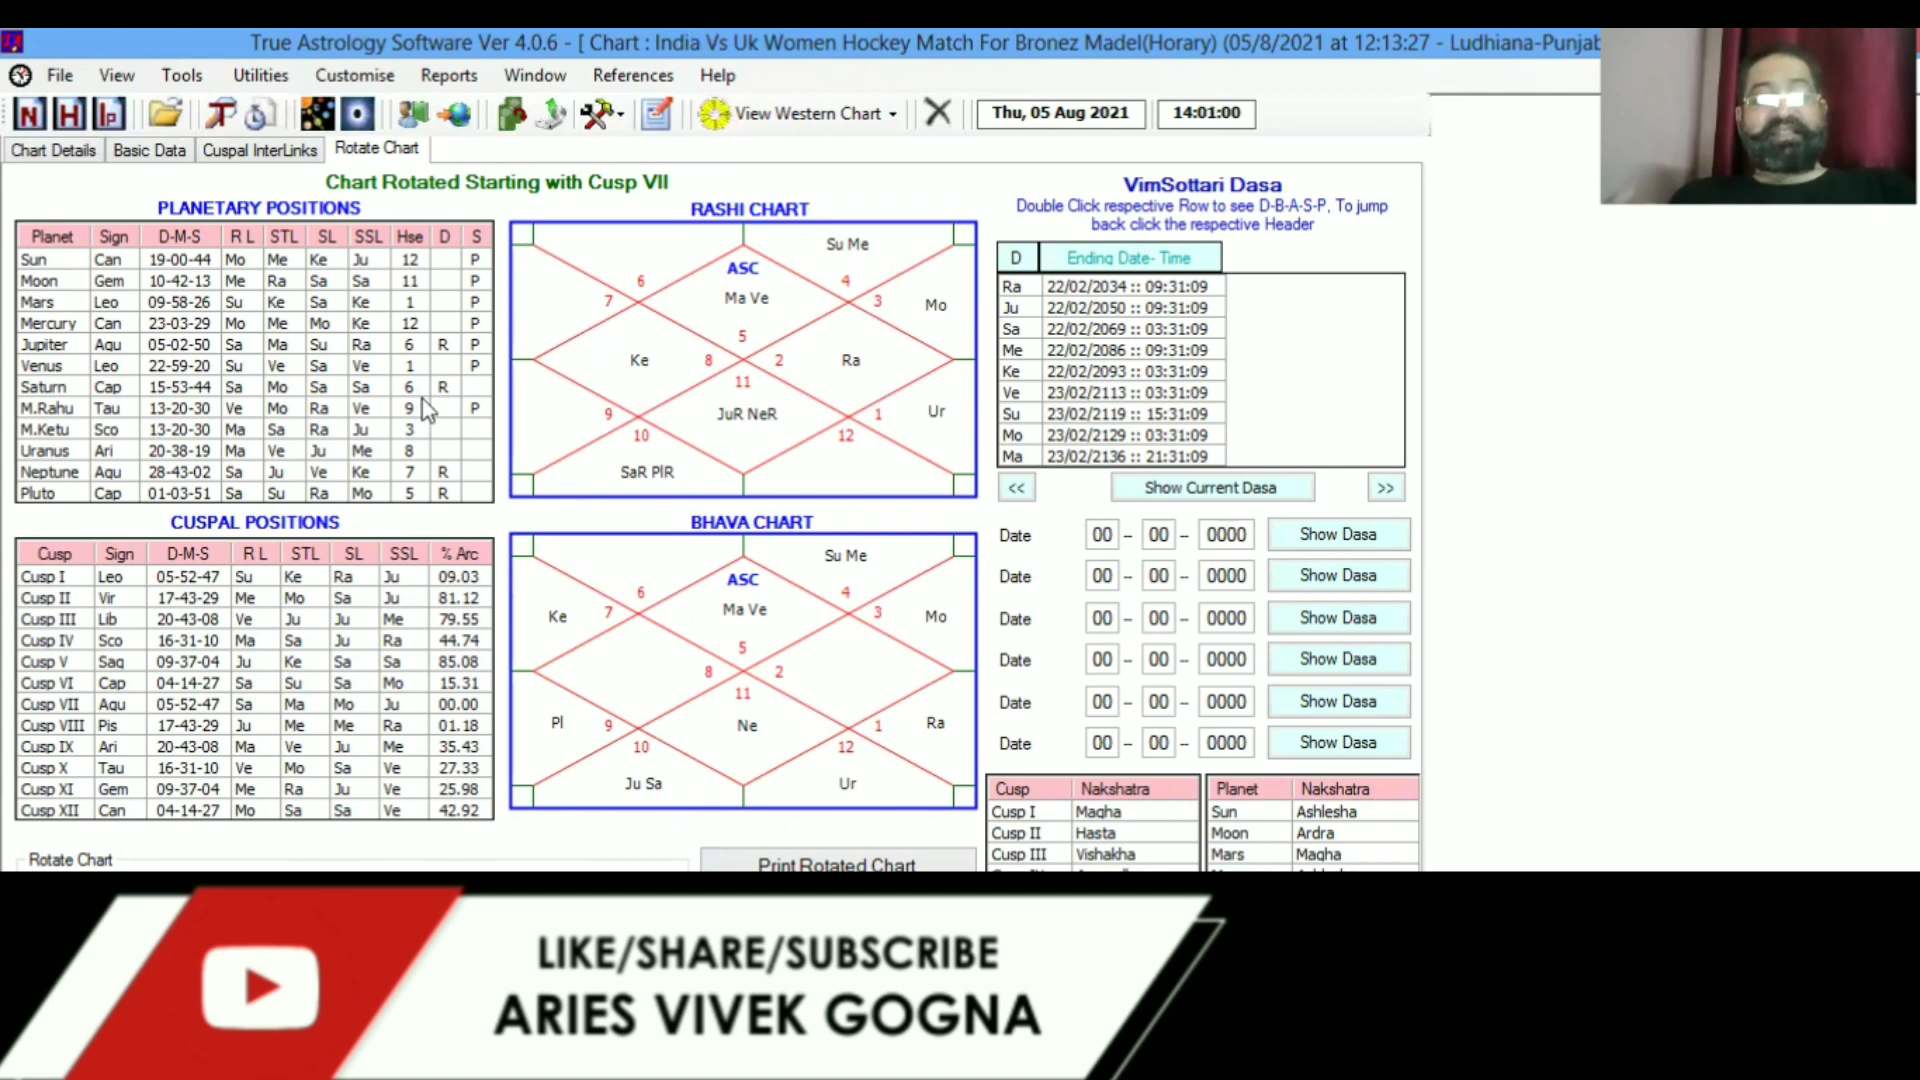 True Astrology Software Ver 4.0.6 - [ Chart : India Vs Uk Women Hockey Match For Bronez Madel(Horary) (05/8/2021 at 12:13:27 - Ludhiana-Punjab
File View Tools Utilities Customise Reports Window References Help
N H Ip View Western Chart Thu, 05 Aug 2021 14:01:00
Chart Details Basic Data Cuspal InterLinks Rotate Chart
Chart Rotated Starting with Cusp VII
PLANETARY POSITIONS
Planet Sign D-M-S R L STL SL SSL Hse D S
Sun Can 19-00-44 Mo Me Ke Ju 12 P
Moon Gem 10-42-13 Me Ra Sa Sa 11 P
Mars Leo 09-58-26 Su Ke Sa Ke 1 P
Mercury Can 23-03-29 Mo Me Mo Ke 12 P
Jupiter Aqu 05-02-50 Sa Ma Su Ra 6 R P
Venus Leo 22-59-20 Su Ve Sa Ve 1 P
Saturn Cap 15-53-44 Sa Mo Sa Sa 6 R
M.Rahu Tau 13-20-30 Ve Mo Ra Ve 9 P
M.Ketu Sco 13-20-30 Ma Sa Ra Ju 3
Uranus Ari 20-38-19 Ma Ve Ju Me 8
Neptune Aqu 28-43-02 Sa Ju Ve Ke 7 R
Pluto Cap 01-03-51 Sa Su Ra Mo 5 R
CUSPAL POSITIONS
Cusp Sign D-M-S R L STL SL SSL % Arc
Cusp I Leo 05-52-47 Su Ke Ra Ju 09.03
Cusp II Vir 17-43-29 Me Mo Sa Ju 81.12
Cusp III Lib 20-43-08 Ve Ju Ju Me 79.55
Cusp IV Sco 16-31-10 Ma Sa Ju Ra 44.74
Cusp V Sag 09-37-04 Ju Ke Sa Sa 85.08
Cusp VI Cap 04-14-27 Sa Su Sa Mo 15.31
Cusp VII Aqu 05-52-47 Sa Ma Mo Ju 00.00
Cusp VIII Pis 17-43-29 Ju Me Me Ra 01.18
Cusp IX Ari 20-43-08 Ma Ve Ju Me 35.43
Cusp X Tau 16-31-10 Ve Mo Sa Ve 27.33
Cusp XI Gem 09-37-04 Me Ra Ju Ve 25.98
Cusp XII Can 04-14-27 Mo Sa Sa Ve 42.92
Rotate Chart
RASHI CHART
Su Me
ASC
6 4
7 Ma Ve 3 Mo
5
Ke 8 2 Ra
11
9 JuR NeR 1 Ur
10 12
SaR PlR
BHAVA CHART
Su Me
ASC
6 4
Ke 7 Ma Ve 3 Mo
5
8 2
11
Pl 9 Ne 1 Ra
10 12
Ju Sa Ur
Print Rotated Chart
VimSottari Dasa
Double Click respective Row to see D-B-A-S-P, To jump
back click the respective Header
D Ending Date- Time
Ra 22/02/2034 :: 09:31:09
Ju 22/02/2050 :: 09:31:09
Sa 22/02/2069 :: 03:31:09
Me 22/02/2086 :: 09:31:09
Ke 22/02/2093 :: 03:31:09
Ve 23/02/2113 :: 03:31:09
Su 23/02/2119 :: 15:31:09
Mo 23/02/2129 :: 03:31:09
Ma 23/02/2136 :: 21:31:09
<< Show Current Dasa >>
Date 00 - 00 - 0000 Show Dasa
Date 00 - 00 - 0000 Show Dasa
Date 00 - 00 - 0000 Show Dasa
Date 00 - 00 - 0000 Show Dasa
Date 00 - 00 - 0000 Show Dasa
Date 00 - 00 - 0000 Show Dasa
Cusp Nakshatra
Cusp I Magha
Cusp II Hasta
Cusp III Vishakha
Planet Nakshatra
Sun Ashlesha
Moon Ardra
Mars Magha
LIKE/SHARE/SUBSCRIBE
ARIES VIVEK GOGNA